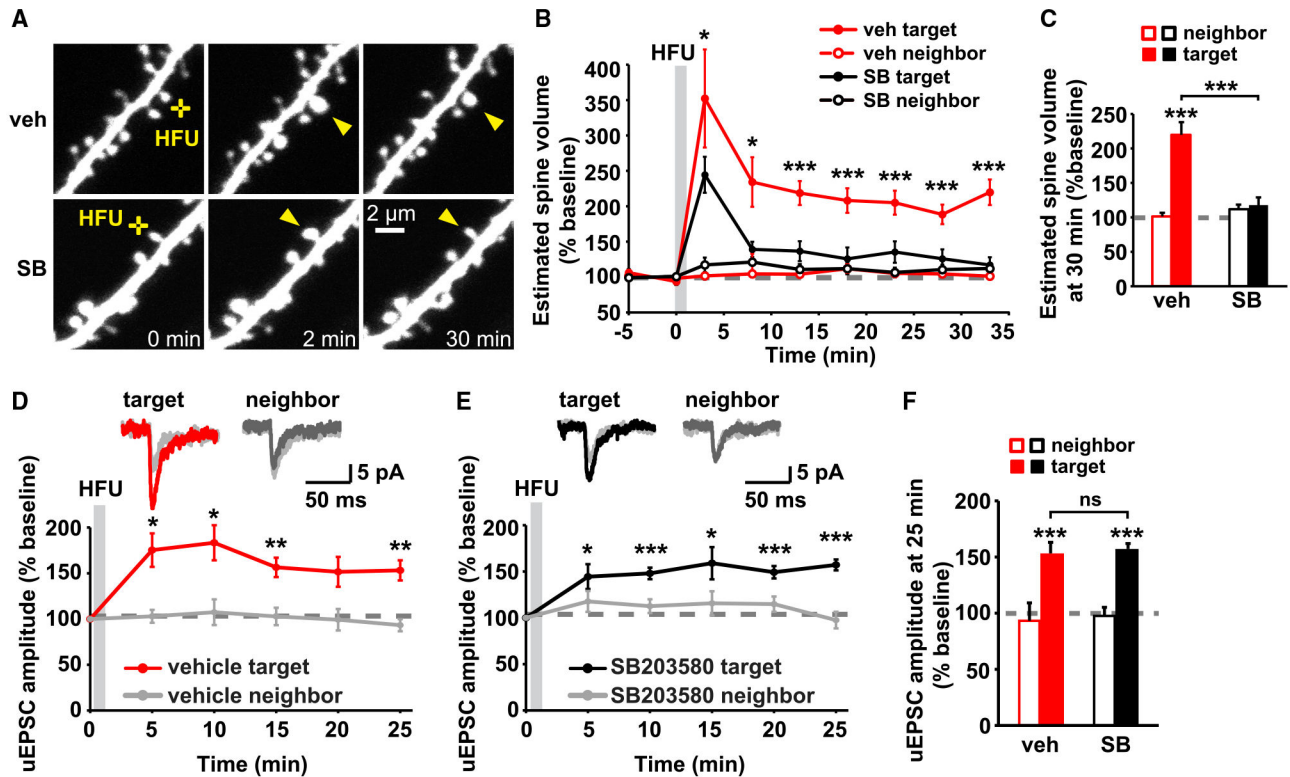 A
veh
HFU
SB
HFU
2 µm
0 min
2 min
30 min
B
HFU
veh target
veh neighbor
SB target
SB neighbor
Estimated spine volume
(% baseline)
400
350
300
250
200
150
100
50
* * *** *** *** *** ***
-5 0 5 10 15 20 25 30 35
Time (min)
C
neighbor
target
***
***
Estimated spine volume
at 30 min (%baseline)
250
200
150
100
50
0
veh SB
D
target neighbor
5 pA
50 ms
HFU
uEPSC amplitude (% baseline)
200
150
100
50
0
* * ** **
vehicle target
vehicle neighbor
0 5 10 15 20 25
Time (min)
E
target neighbor
5 pA
50 ms
HFU
uEPSC amplitude (% baseline)
200
150
100
50
0
* *** * *** ***
SB203580 target
SB203580 neighbor
0 5 10 15 20 25
Time (min)
F
neighbor
target
ns
*** ***
uEPSC amplitude at 25 min
(% baseline)
200
150
100
50
0
veh SB